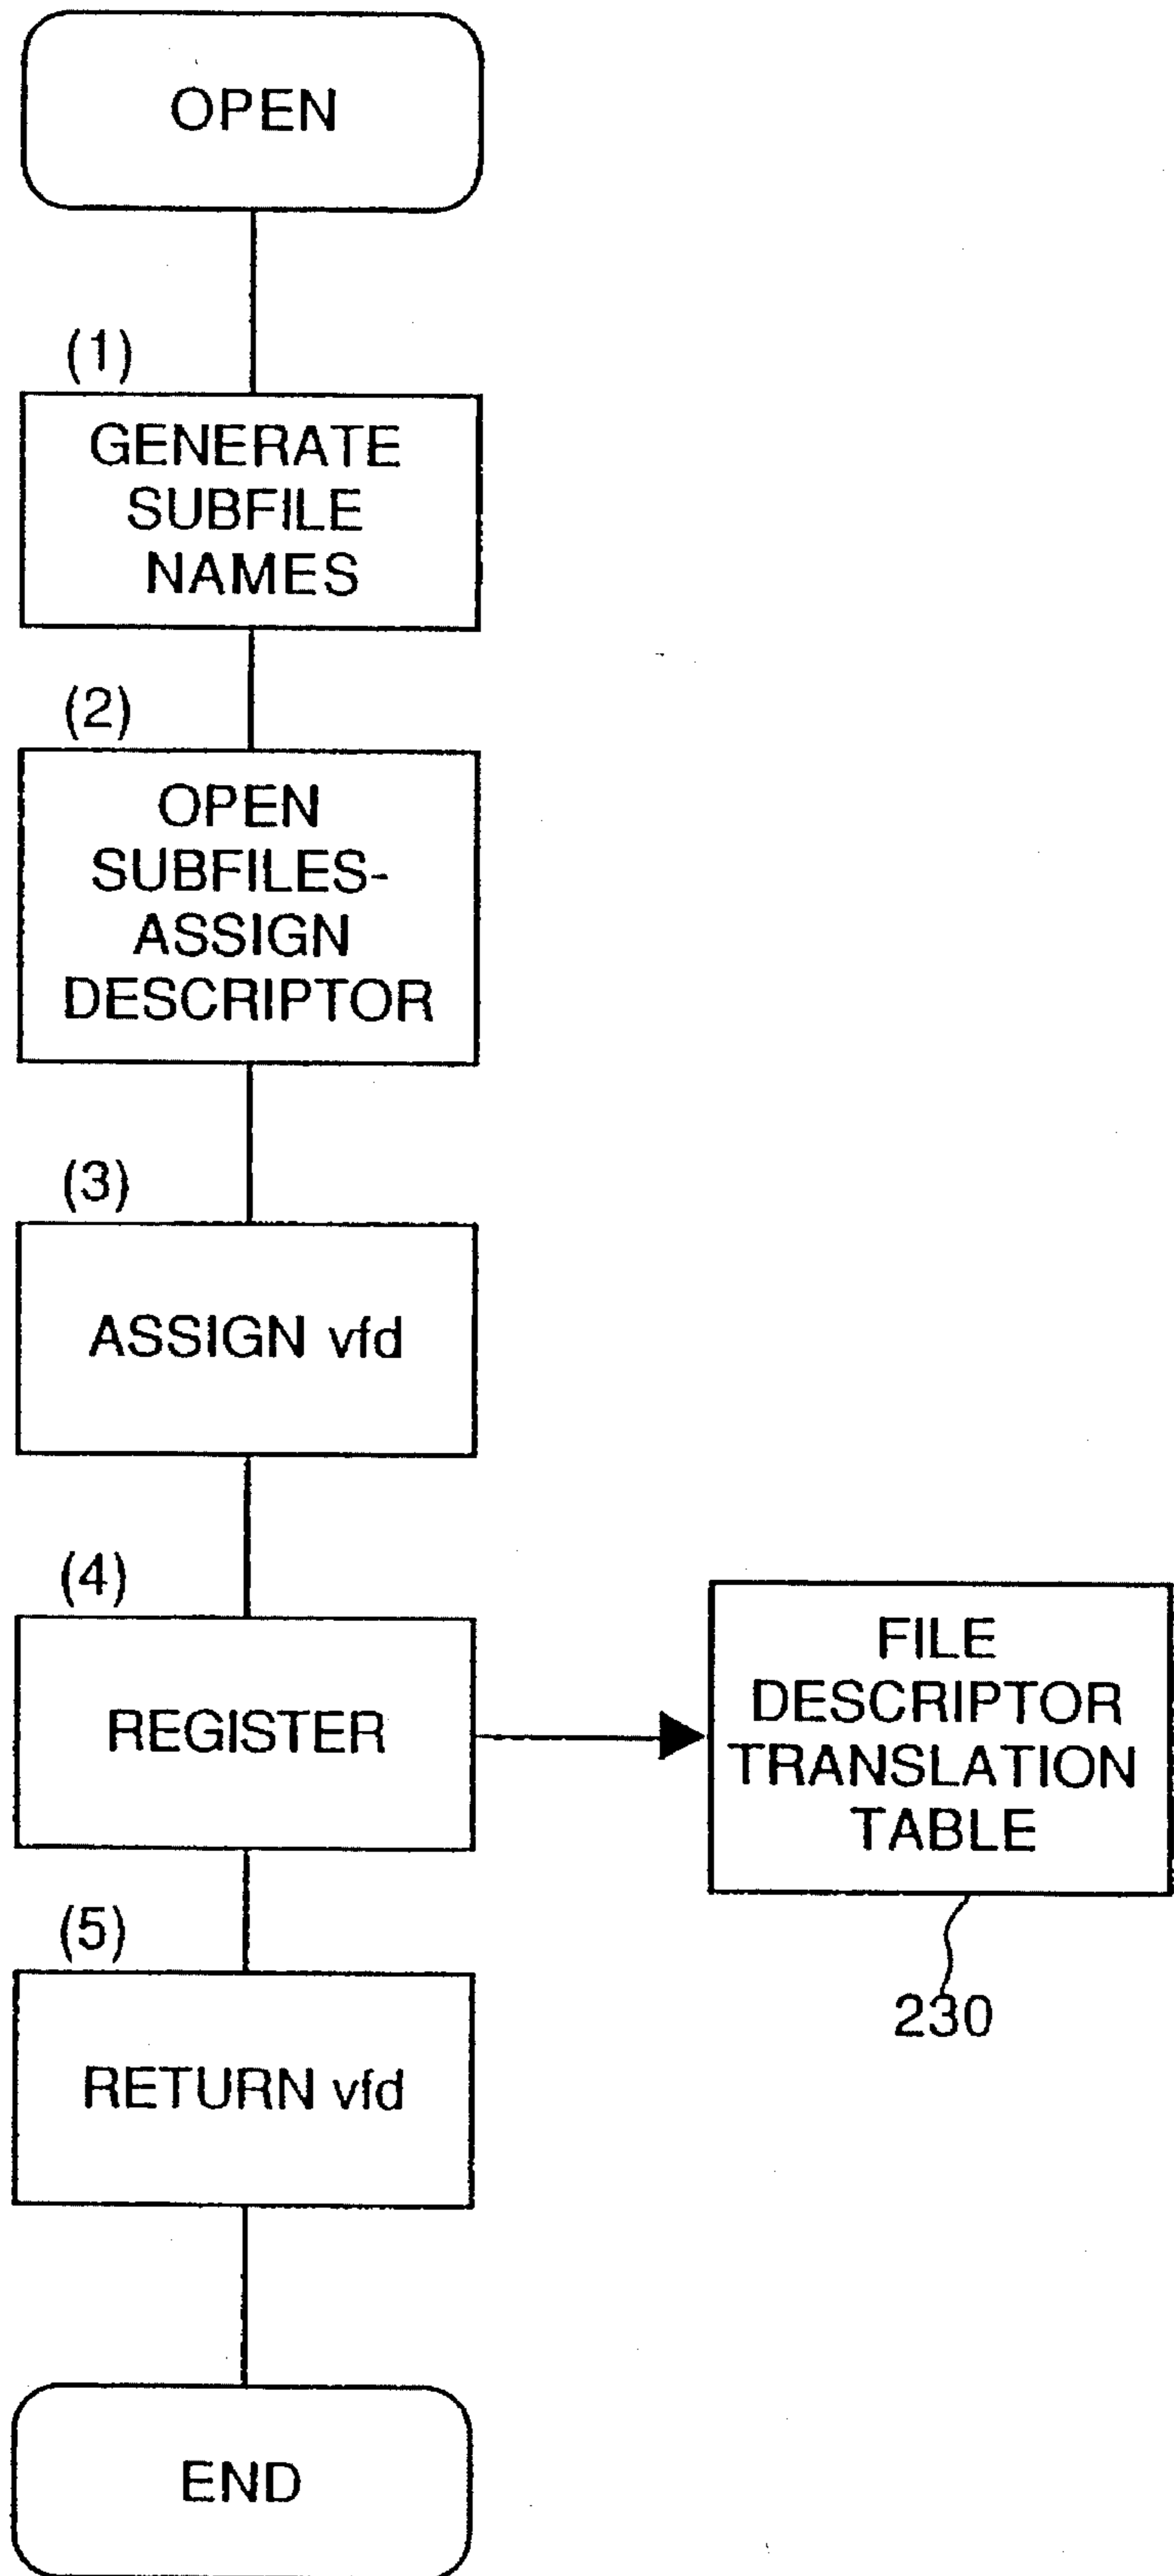 OPEN
(1)
GENERATE
SUBFILE
NAMES
(2)
OPEN
SUBFILES-
ASSIGN
DESCRIPTOR
(3)
ASSIGN vfd
(4)
REGISTER
FILE
DESCRIPTOR
TRANSLATION
TABLE
230
(5)
RETURN vfd
END